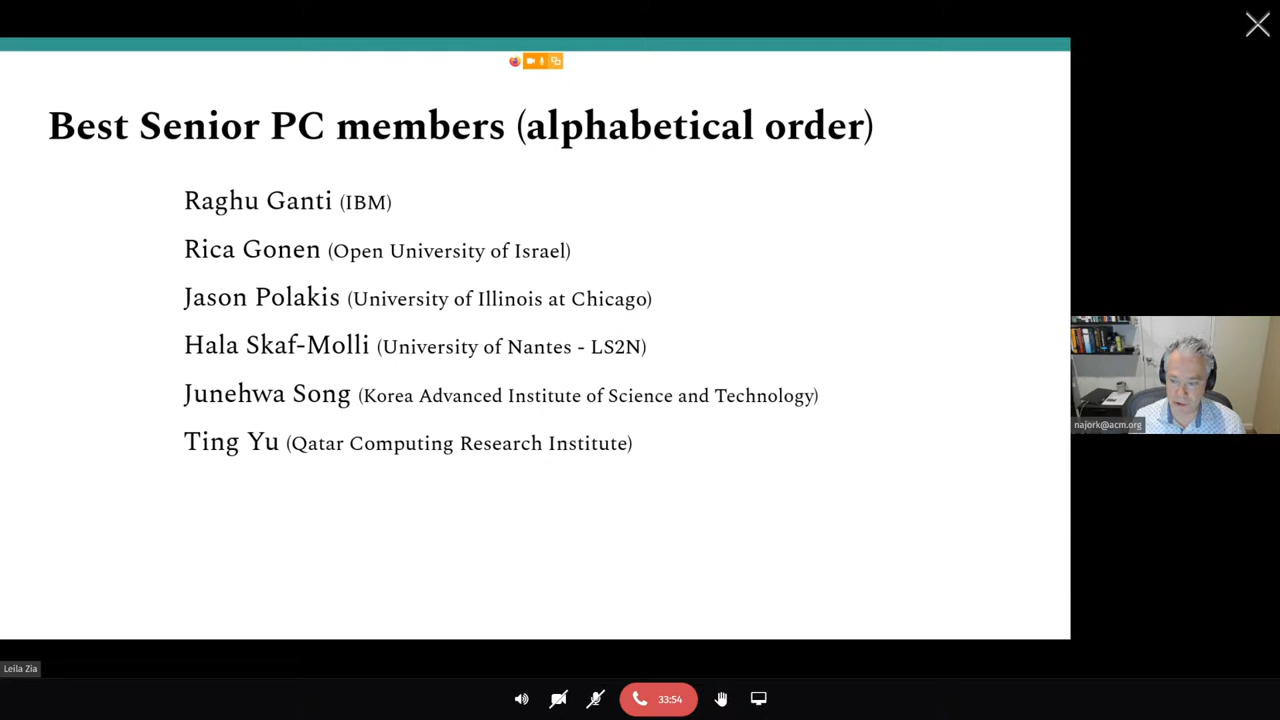 Best Senior PC members (alphabetical order)
Raghu Ganti (IBM)
Rica Gonen (Open University of Israel)
Jason Polakis (University of Illinois at Chicago)
Hala Skaf-Molli (University of Nantes - LS2N)
Junehwa Song (Korea Advanced Institute of Science and Technology)
Ting Yu (Qatar Computing Research Institute)
najork@acm.org
Leila Zia
33:54